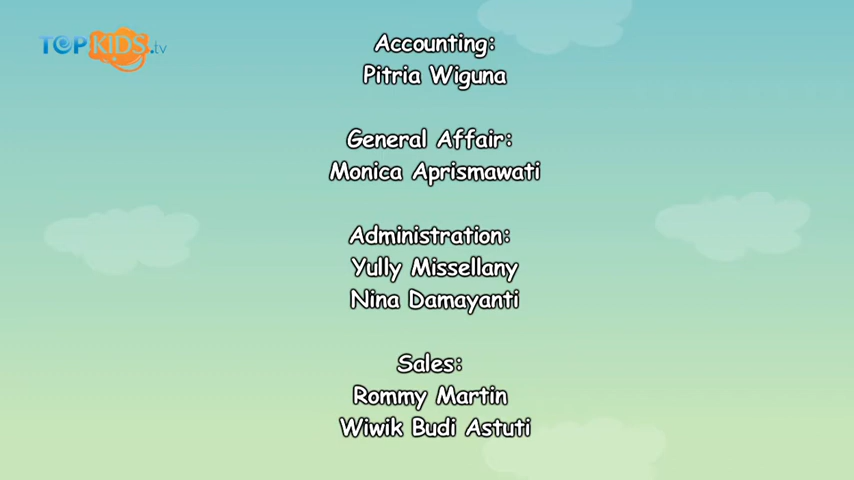 TOPKIDS.tv
Accounting:
Pitria Wiguna
General Affair:
Monica Aprismawati
Administration:
Yully Missellany
Nina Damayanti
Sales:
Rommy Martin
Wiwik Budi Astuti